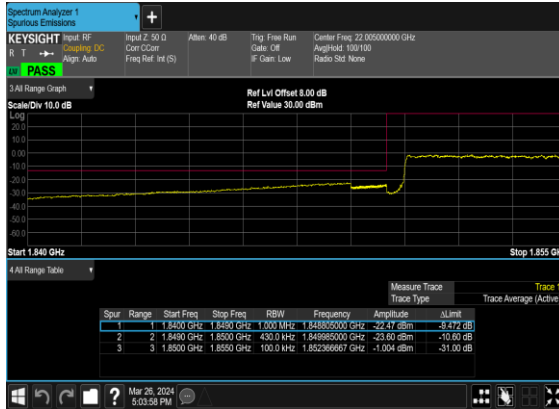 Spectrum Analyzer 1
Spurious Emissions
+
KEYSIGHT Input: RF Input Z: 50 Ω Atten: 40 dB Trig: Free Run Center Freq: 22.005000000 GHz
R T Coupling: DC Corr CCorr Gate: Off Avg|Hold: 100/100
Align: Auto Freq Ref: Int (S) IF Gain: Low Radio Std: None
PASS
3 All Range Graph
Ref Lvl Offset 8.00 dB
Scale/Div 10.0 dB Ref Value 30.00 dBm
Log
20.0
10.0
0.00
-10.0
-20.0
-30.0
-40.0
-50.0
-60.0
Start 1.840 GHz Stop 1.855 GH
4 All Range Table
Measure Trace Trace 1
Trace Type Trace Average (Active
Spur Range Start Freq Stop Freq RBW Frequency Amplitude ΔLimit
1 1 1.8400 GHz 1.8490 GHz 1.000 MHz 1.848805000 GHz -22.47 dBm -9.472 dB
2 2 1.8490 GHz 1.8500 GHz 430.0 kHz 1.849985000 GHz -23.60 dBm -10.60 dB
3 3 1.8500 GHz 1.8550 GHz 100.0 kHz 1.852366667 GHz -1.004 dBm -31.00 dB
? Mar 26, 2024
5:03:58 PM